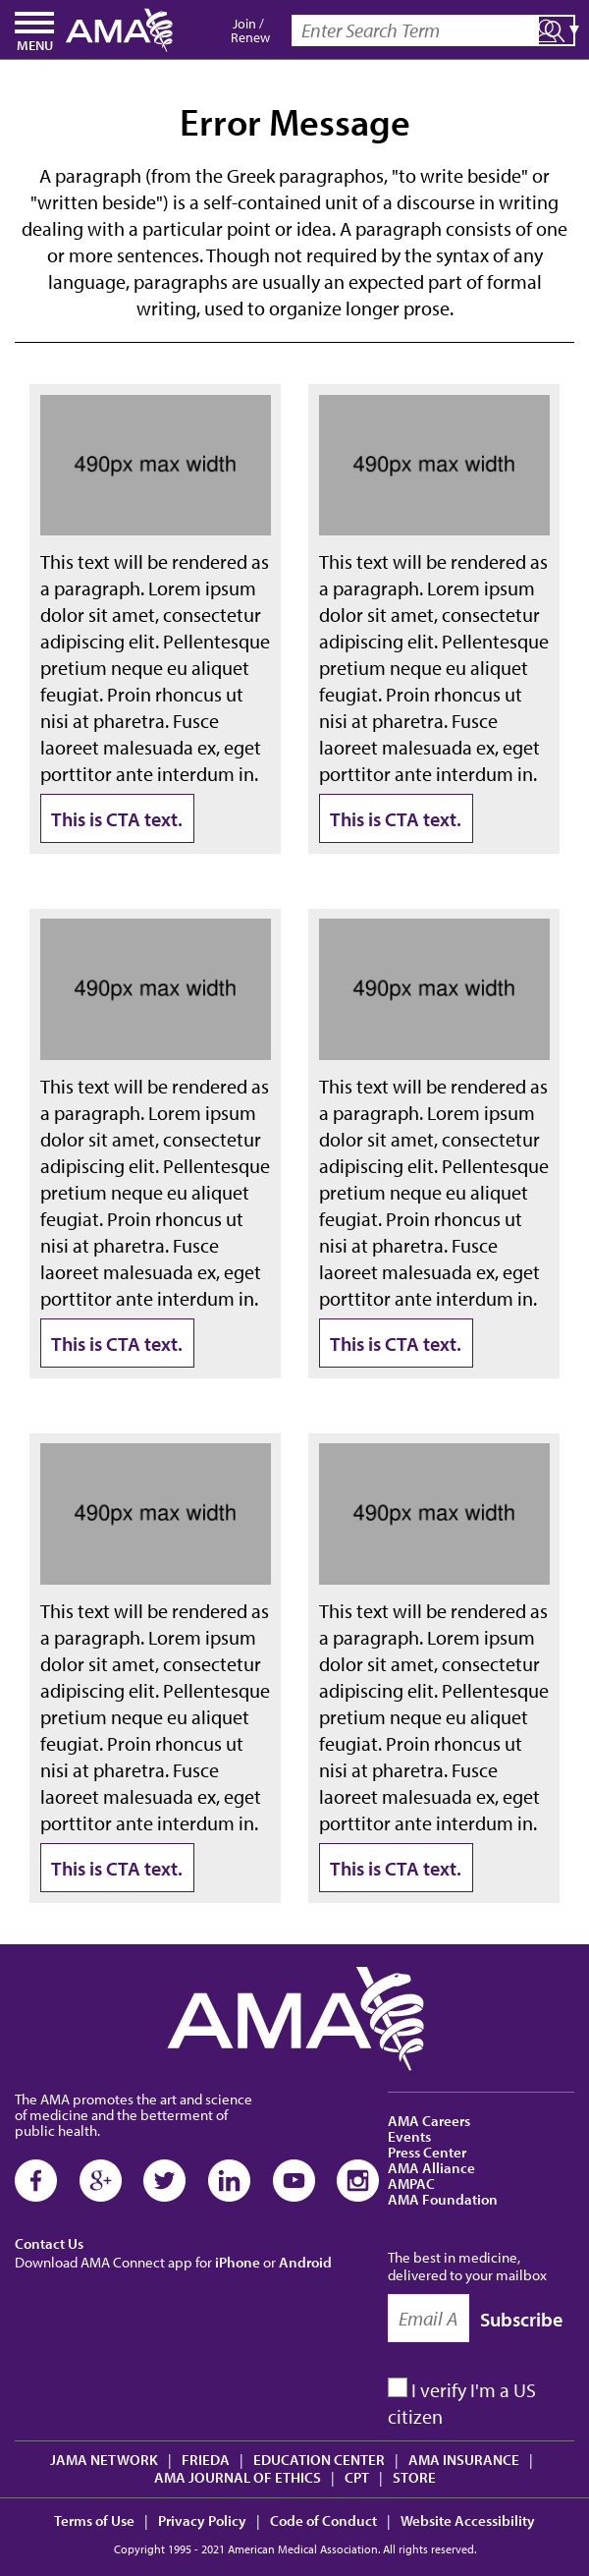 MENU
AMA
Join /
Renew
Enter Search Term
Error Message
A paragraph (from the Greek paragraphos, "to write beside" or
"written beside") is a self-contained unit of a discourse in writing
dealing with a particular point or idea. A paragraph consists of one
or more sentences. Though not required by the syntax of any
language, paragraphs are usually an expected part of formal
writing, used to organize longer prose.
490px max width
This text will be rendered as
a paragraph. Lorem ipsum
dolor sit amet, consectetur
adipiscing elit. Pellentesque
pretium neque eu aliquet
feugiat. Proin rhoncus ut
nisi at pharetra. Fusce
laoreet malesuada ex, eget
porttitor ante interdum in.
This is CTA text.
490px max width
This text will be rendered as
a paragraph. Lorem ipsum
dolor sit amet, consectetur
adipiscing elit. Pellentesque
pretium neque eu aliquet
feugiat. Proin rhoncus ut
nisi at pharetra. Fusce
laoreet malesuada ex, eget
porttitor ante interdum in.
This is CTA text.
490px max width
This text will be rendered as
a paragraph. Lorem ipsum
dolor sit amet, consectetur
adipiscing elit. Pellentesque
pretium neque eu aliquet
feugiat. Proin rhoncus ut
nisi at pharetra. Fusce
laoreet malesuada ex, eget
porttitor ante interdum in.
This is CTA text.
490px max width
This text will be rendered as
a paragraph. Lorem ipsum
dolor sit amet, consectetur
adipiscing elit. Pellentesque
pretium neque eu aliquet
feugiat. Proin rhoncus ut
nisi at pharetra. Fusce
laoreet malesuada ex, eget
porttitor ante interdum in.
This is CTA text.
490px max width
This text will be rendered as
a paragraph. Lorem ipsum
dolor sit amet, consectetur
adipiscing elit. Pellentesque
pretium neque eu aliquet
feugiat. Proin rhoncus ut
nisi at pharetra. Fusce
laoreet malesuada ex, eget
porttitor ante interdum in.
This is CTA text.
490px max width
This text will be rendered as
a paragraph. Lorem ipsum
dolor sit amet, consectetur
adipiscing elit. Pellentesque
pretium neque eu aliquet
feugiat. Proin rhoncus ut
nisi at pharetra. Fusce
laoreet malesuada ex, eget
porttitor ante interdum in.
This is CTA text.
AMA
The AMA promotes the art and science
of medicine and the betterment of
public health.
f g+ in
Contact Us
Download AMA Connect app for iPhone or Android
AMA Careers
Events
Press Center
AMA Alliance
AMPAC
AMA Foundation
The best in medicine,
delivered to your mailbox
Email A Subscribe
I verify I'm a US
citizen
JAMA NETWORK | FRIEDA | EDUCATION CENTER | AMA INSURANCE |
AMA JOURNAL OF ETHICS | CPT | STORE
Terms of Use | Privacy Policy | Code of Conduct | Website Accessibility
Copyright 1995 - 2021 American Medical Association. All rights reserved.